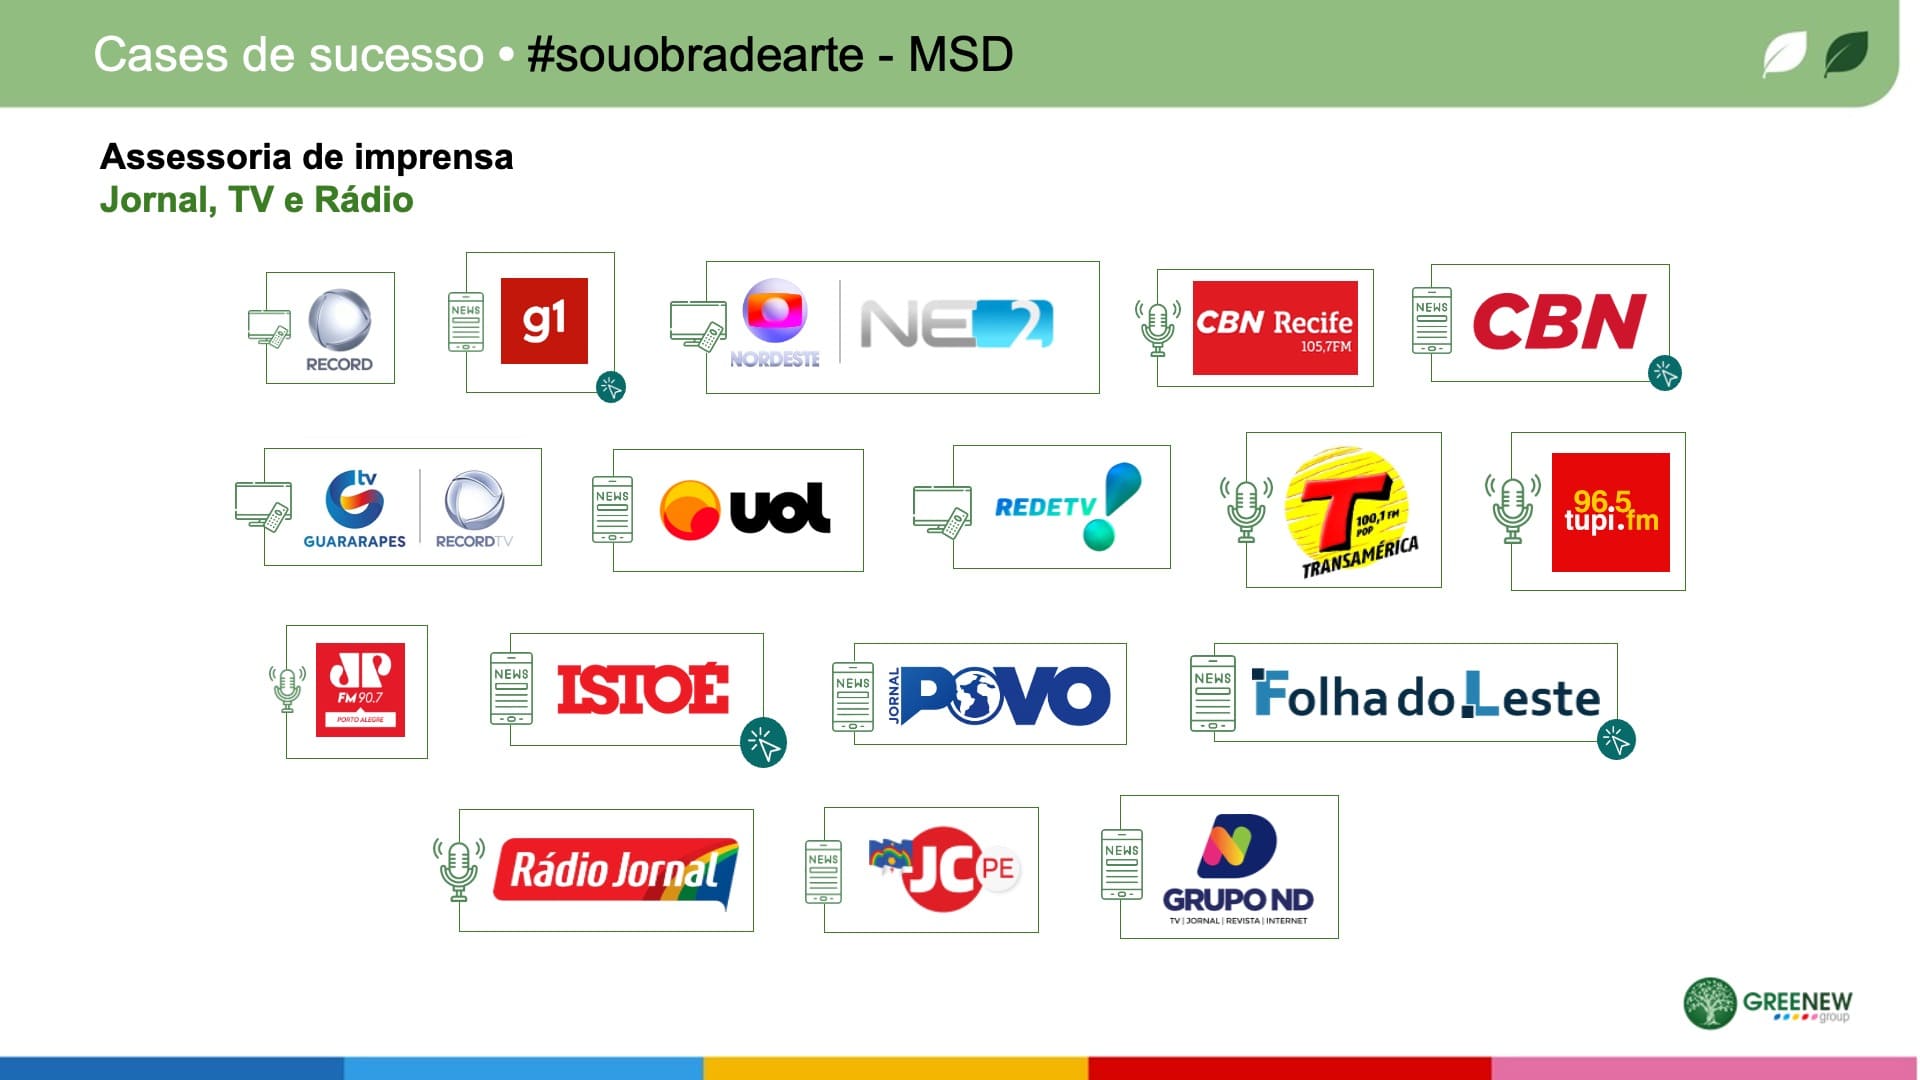 Cases de sucesso • #souobradearte - MSD
Assessoria de imprensa
Jornal, TV e Rádio
RECORD
NEWS
g1
NORDESTE
NE2
CBN Recife
105,7FM
NEWS
CBN
tv
GUARARAPES
RECORDTV
NEWS
UOL
REDETV
T
100,1 FM
POP
TRANSAMÉRICA
96.5
tupi.fm
JP
FM 90.7
PORTO ALEGRE
NEWS
ISTOÉ
NEWS
JORNAL
POVO
NEWS
Folha do Leste
Rádio Jornal
NEWS
JC PE
NEWS
GRUPO ND
TV | JORNAL | REVISTA | INTERNET
GREENEW
group